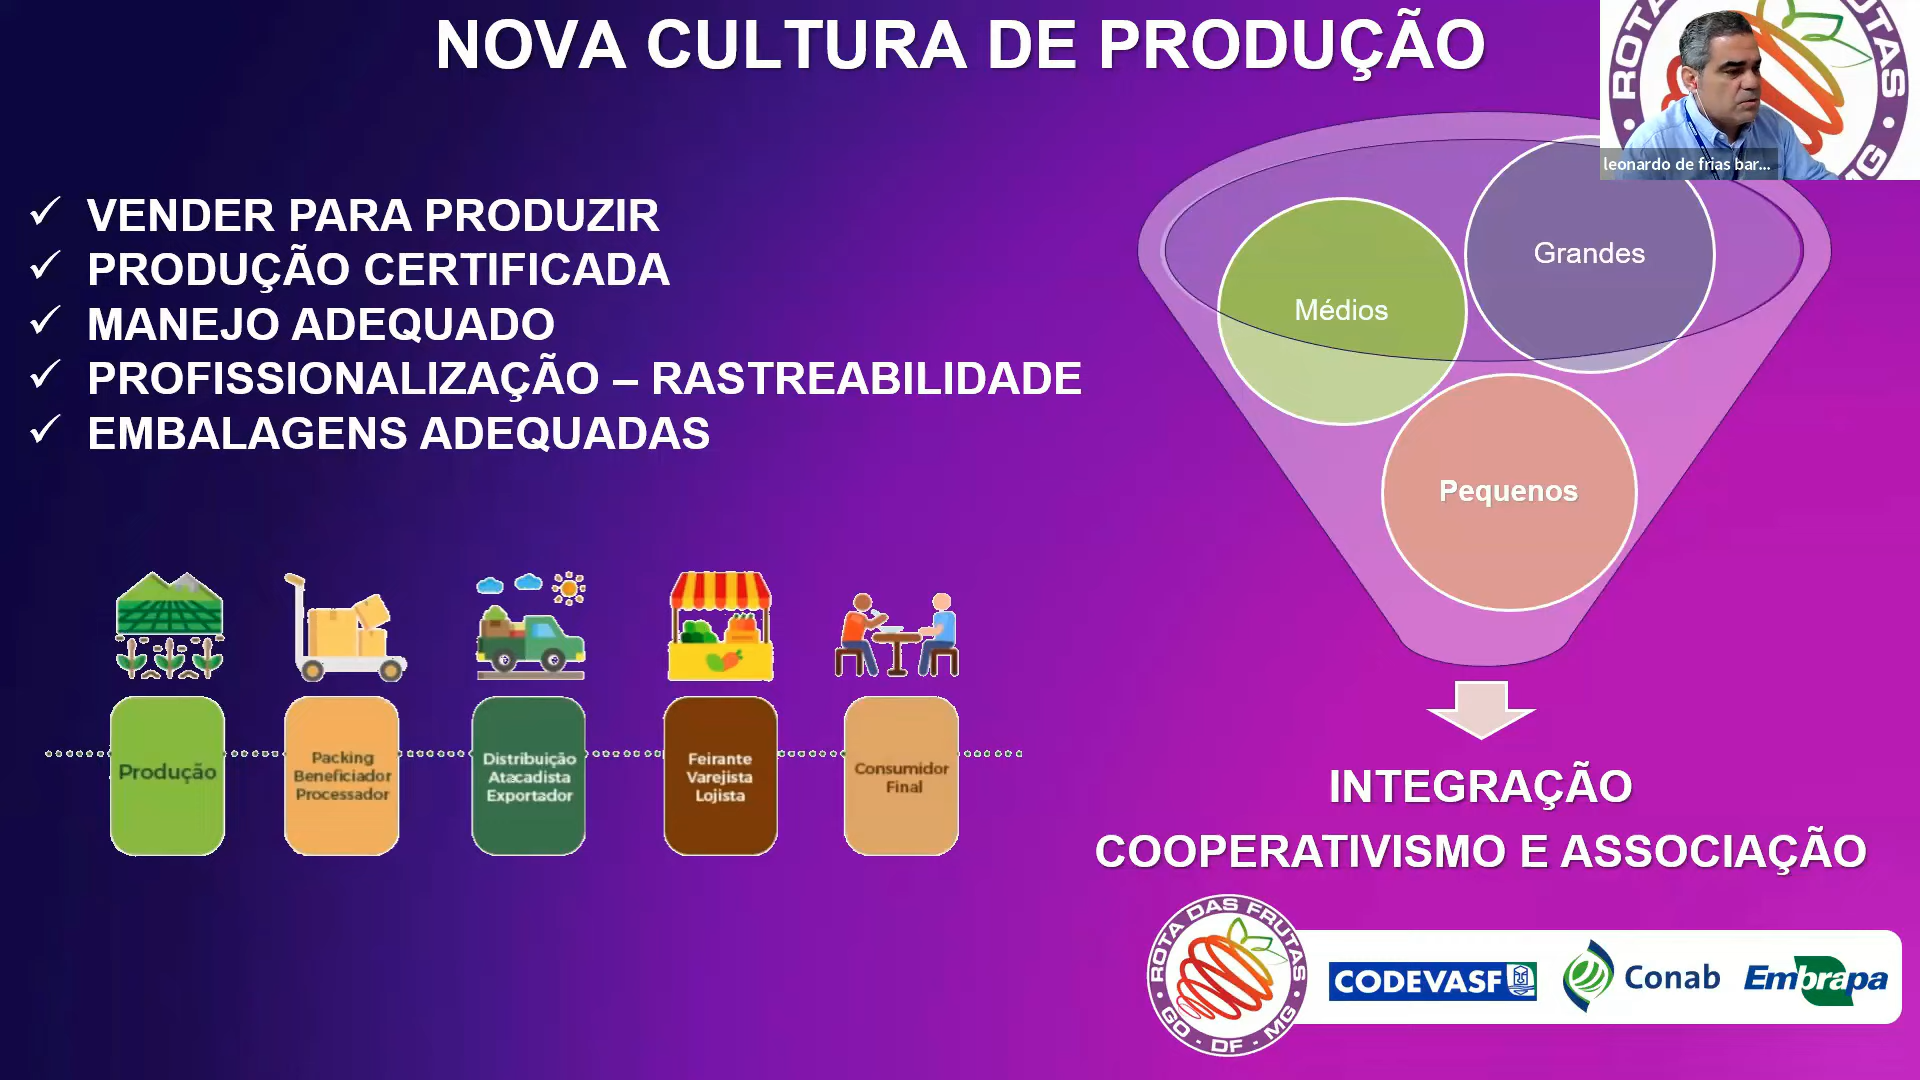 NOVA CULTURA DE PRODUÇÃO
leonardo de frias bar...
VENDER PARA PRODUZIR
PRODUÇÃO CERTIFICADA
MANEJO ADEQUADO
PROFISSIONALIZAÇÃO – RASTREABILIDADE
EMBALAGENS ADEQUADAS
Médios
Grandes
Pequenos
Produção
Packing
Beneficiador
Processador
Distribuição
Atacadista
Exportador
Feirante
Varejista
Lojista
Consumidor
Final
INTEGRAÇÃO
COOPERATIVISMO E ASSOCIAÇÃO
ROTA DAS FRUTAS
GO - DF - MG
CODEVASF
Conab
Embrapa